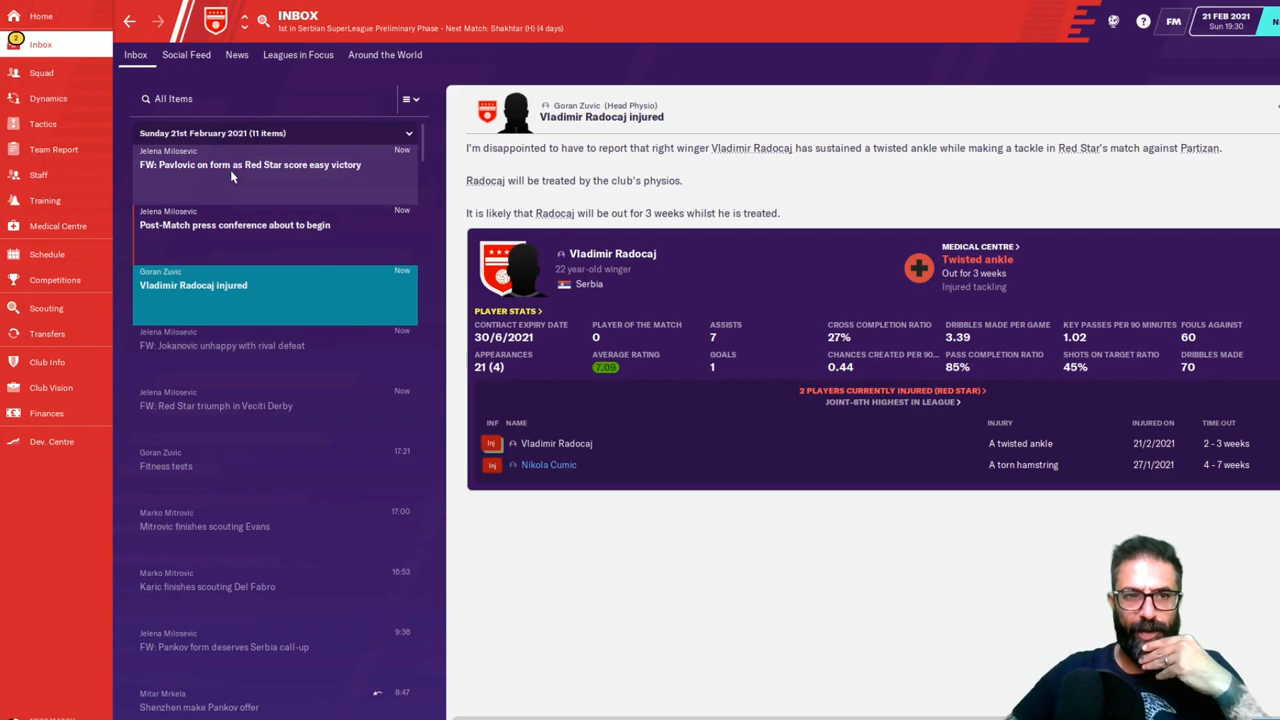 Home
2
Inbox
Squad
Dynamics
Tactics
Team Report
Staff
Training
Medical Centre
Schedule
Competitions
Scouting
Transfers
Club Info
Club Vision
Finances
Dev. Centre
INBOX
1st in Serbian SuperLeague Preliminary Phase - Next Match: Shakhtar (H) (4 days)
?
FM
21 FEB 2021
Sun 19:30
Inbox
Social Feed
News
Leagues in Focus
Around the World
All Items
Sunday 21st February 2021 (11 items)
Jelena Milosevic Now
FW: Pavlovic on form as Red Star score easy victory
Jelena Milosevic Now
Post-Match press conference about to begin
Goran Zuvic Now
Vladimir Radocaj injured
Jelena Milosevic Now
FW: Jokanovic unhappy with rival defeat
Jelena Milosevic Now
FW: Red Star triumph in Veciti Derby
Goran Zuvic 17:21
Fitness tests
Marko Mitrovic 17:00
Mitrovic finishes scouting Evans
Marko Mitrovic 16:53
Karic finishes scouting Del Fabro
Jelena Milosevic 9:36
FW: Pankov form deserves Serbia call-up
Mitar Mrkela 8:47
Shenzhen make Pankov offer
Goran Zuvic (Head Physio)
Vladimir Radocaj injured
I'm disappointed to have to report that right winger Vladimir Radocaj has sustained a twisted ankle while making a tackle in Red Star's match against Partizan.
Radocaj will be treated by the club's physios.
It is likely that Radocaj will be out for 3 weeks whilst he is treated.
Vladimir Radocaj
22 year-old winger
Serbia
MEDICAL CENTRE >
Twisted ankle
Out for 3 weeks
Injured tackling
PLAYER STATS >
CONTRACT EXPIRY DATE PLAYER OF THE MATCH ASSISTS CROSS COMPLETION RATIO DRIBBLES MADE PER GAME KEY PASSES PER 90 MINUTES FOULS AGAINST
30/6/2021 0 7 27% 3.39 1.02 60
APPEARANCES AVERAGE RATING GOALS CHANCES CREATED PER 90... PASS COMPLETION RATIO SHOTS ON TARGET RATIO DRIBBLES MADE
21 (4) 7.09 1 0.44 85% 45% 70
2 PLAYERS CURRENTLY INJURED (RED STAR) >
JOINT-8TH HIGHEST IN LEAGUE >
INF NAME INJURY INJURED ON TIME OUT
Inj Vladimir Radocaj A twisted ankle 21/2/2021 2 - 3 weeks
Inj Nikola Cumic A torn hamstring 27/1/2021 4 - 7 weeks